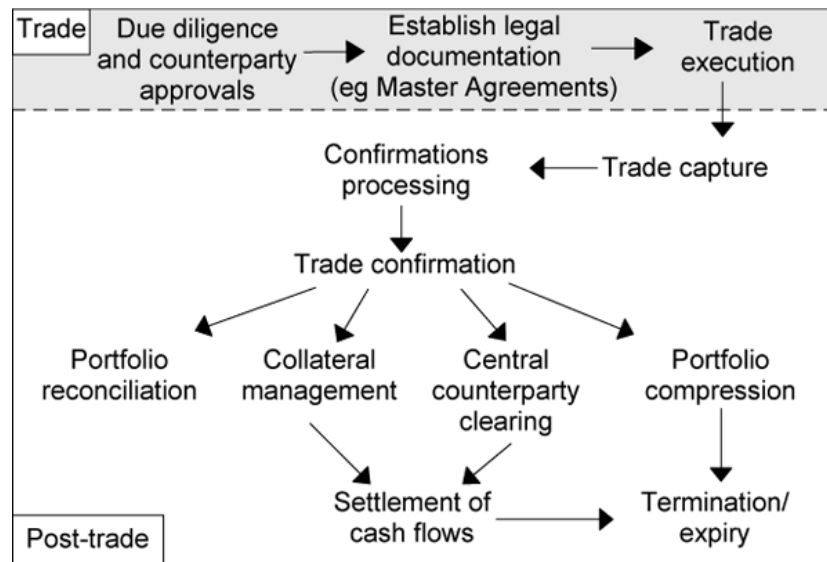 Trade
Due diligence
and counterparty
approvals
Establish legal
documentation
(eg Master Agreements)
Trade
execution
Confirmations
processing
Trade capture
Trade confirmation
Portfolio
reconciliation
Collateral
management
Central
counterparty
clearing
Portfolio
compression
Settlement of
cash flows
Termination/
expiry
Post-trade